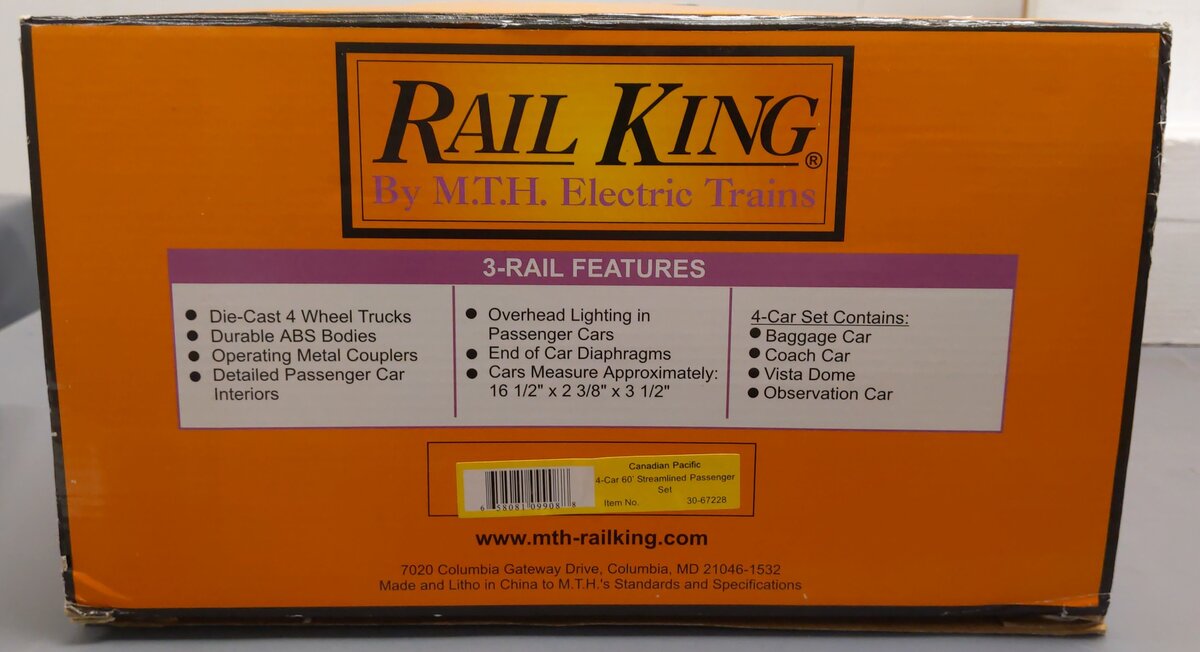 RAIL KING®
By M.T.H. Electric Trains
3-RAIL FEATURES
• Die-Cast 4 Wheel Trucks
• Durable ABS Bodies
• Operating Metal Couplers
• Detailed Passenger Car
Interiors
• Overhead Lighting in
Passenger Cars
• End of Car Diaphragms
• Cars Measure Approximately:
16 1/2" x 2 3/8" x 3 1/2"
4-Car Set Contains:
• Baggage Car
• Coach Car
• Vista Dome
• Observation Car
Canadian Pacific
4-Car 60' Streamlined Passenger
Set
Item No. 30-67228
6 58081 09908 8
www.mth-railking.com
7020 Columbia Gateway Drive, Columbia, MD 21046-1532
Made and Litho in China to M.T.H.'s Standards and Specifications